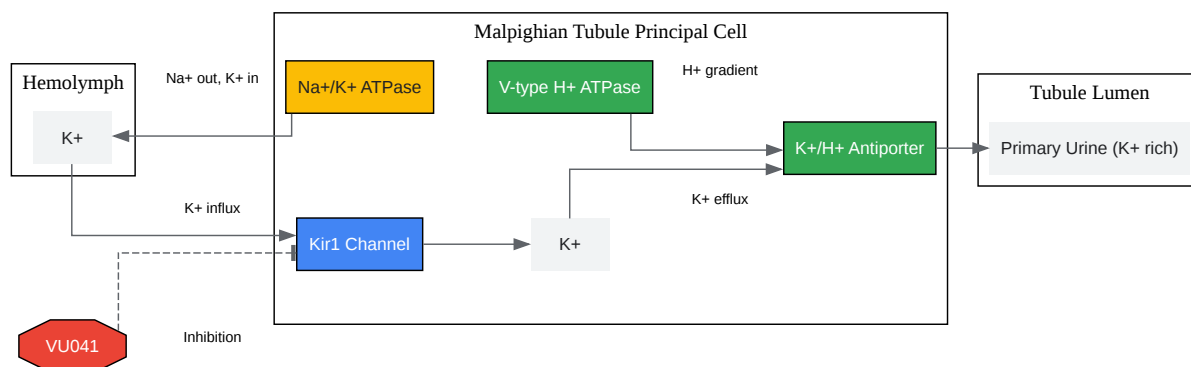 Malpighian Tubule Principal Cell
Hemolymph
Na+ out, K+ in
Na+/K+ ATPase
V-type H+ ATPase
H+ gradient
Tubule Lumen
K+
K+/H+ Antiporter
Primary Urine (K+ rich)
K+ influx
K+ efflux
Kir1 Channel
K+
Inhibition
VU041